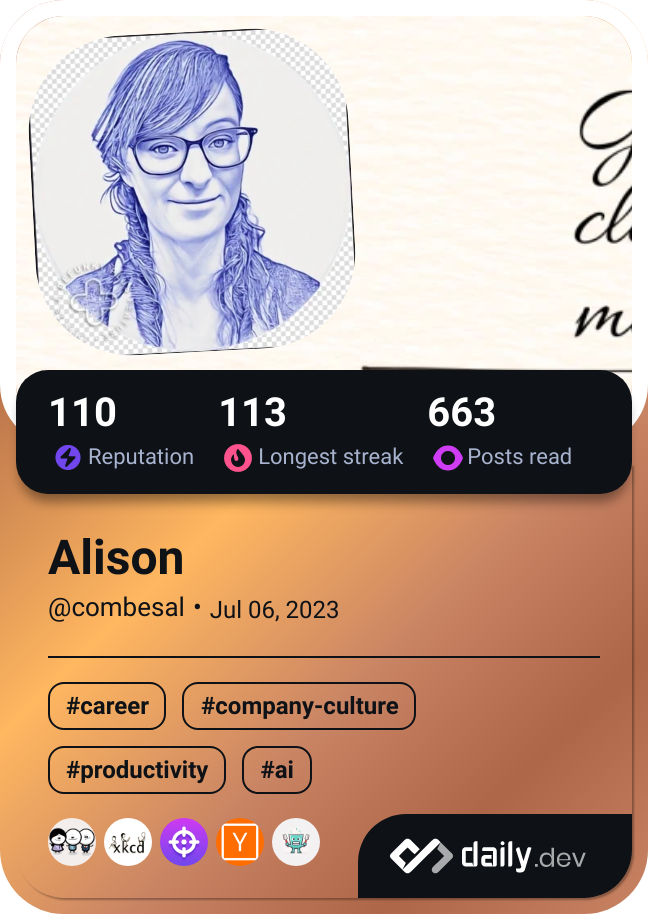 110
113
663
Reputation
Longest streak
Posts read
Alison
@combesal • Jul 06, 2023
#career
#company-culture
#productivity
#ai
xkcd
Y
daily.dev